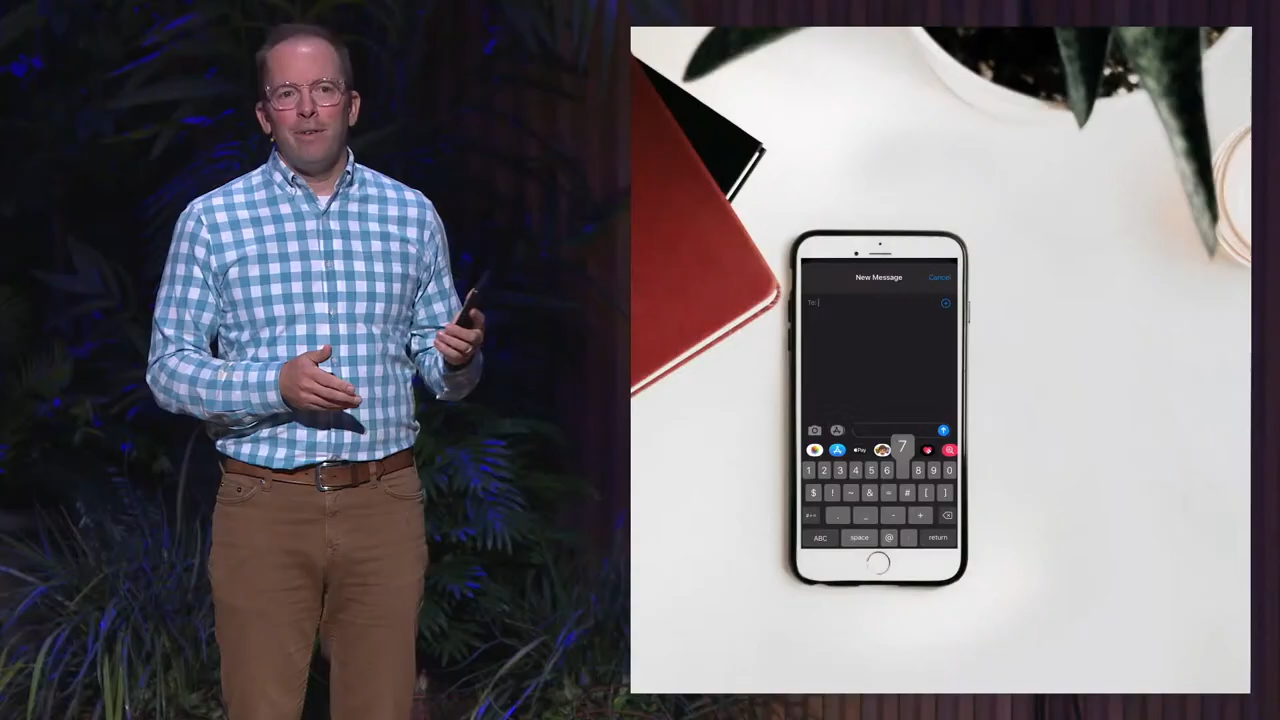 New Message Cancel
To:
Pay
7
1 2 3 4 5 6 8 9 0
$ ! ~ & = # [ ]
#+= . _ - +
ABC space @ return